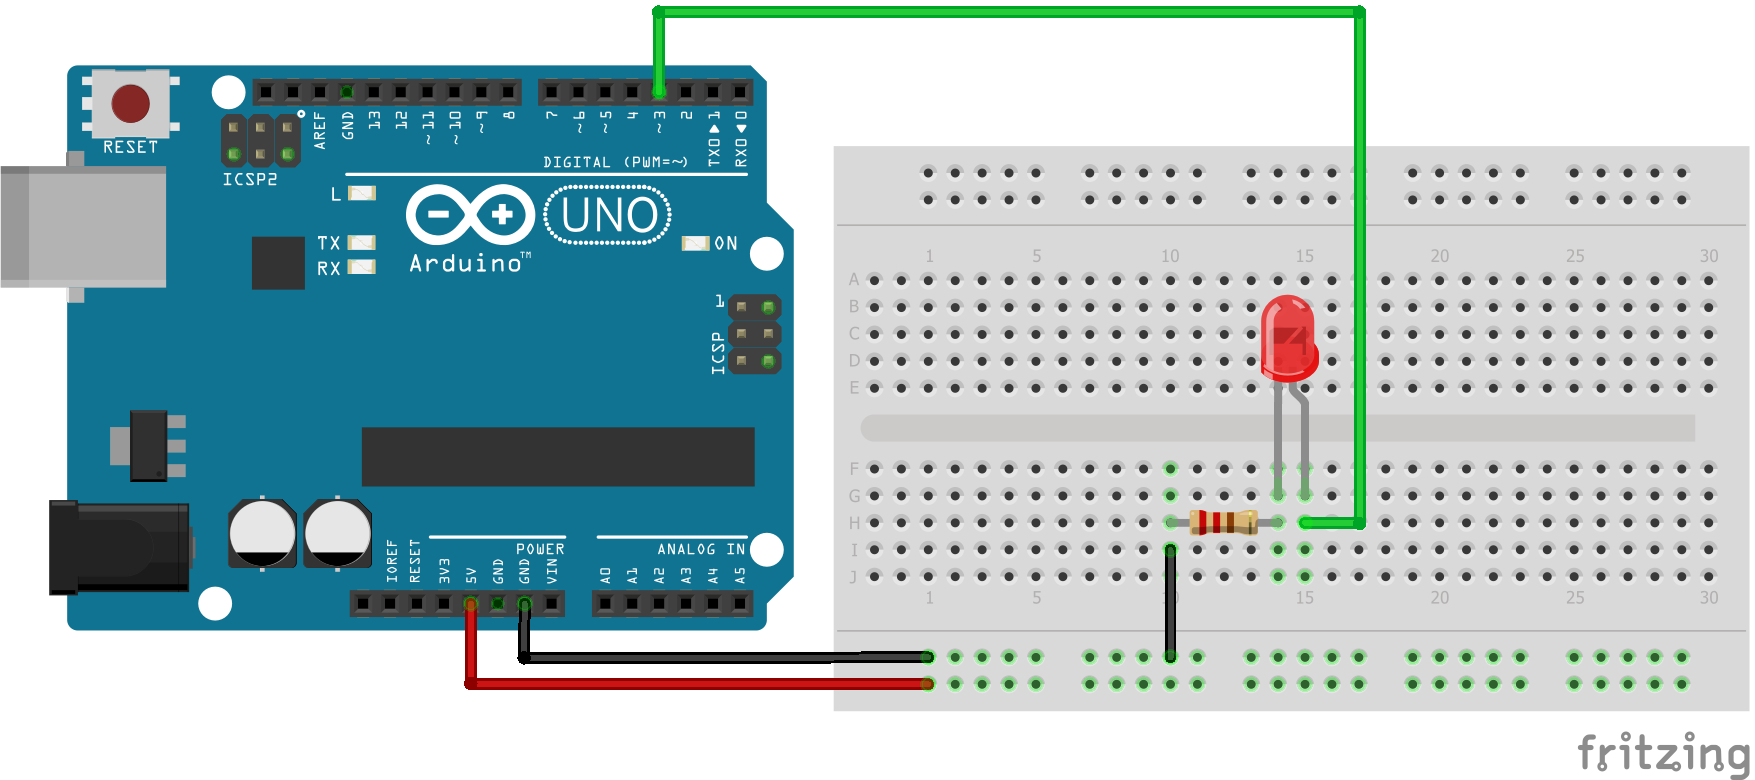 RESET
ICSP2
AREF
GND
13
12
~11
~10
~9
8
7
~6
~5
4
~3
2
TX0▶1
RX0◀0
DIGITAL (PWM=~)
L
TX
RX
UNO
Arduino™
ON
1
ICSP
IOREF
RESET
3V3
5V
GND
GND
VIN
POWER
ANALOG IN
A0
A1
A2
A3
A4
A5
1 10 15 20 25 30
A
B
C
D
E
F
G
H
I
J
1 5 15 20 25 30
fritzing